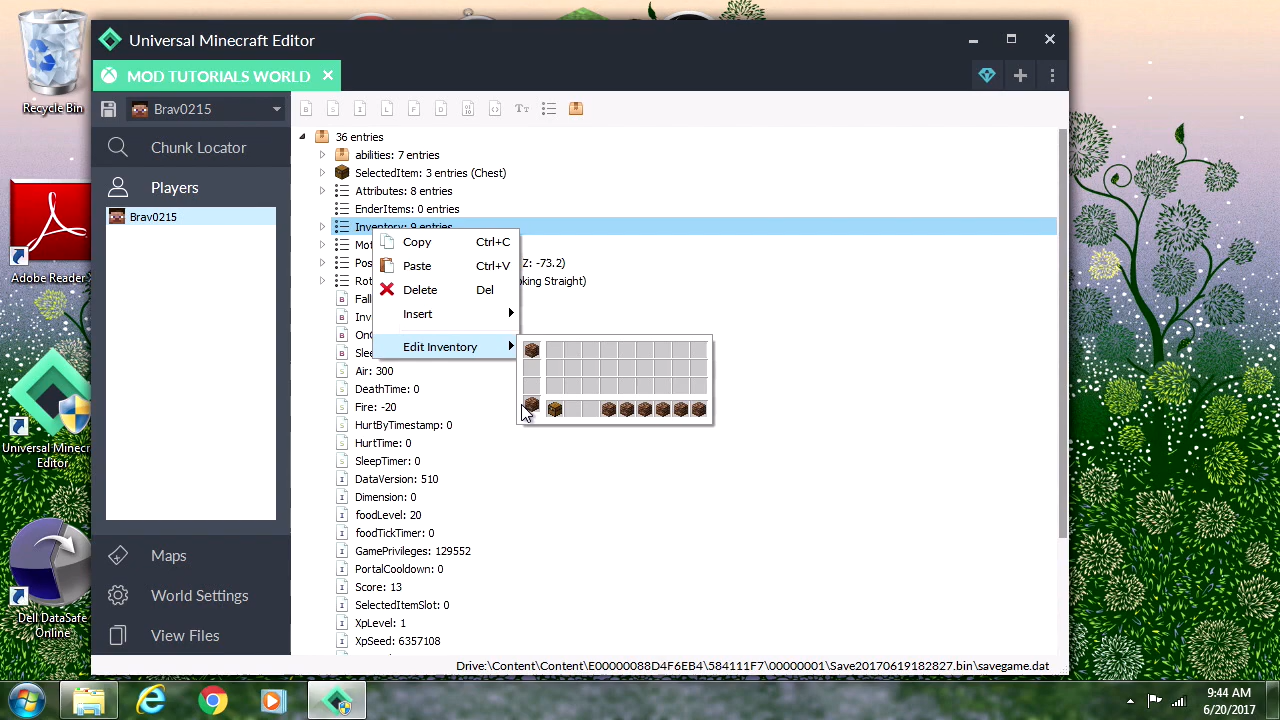 Universal Minecraft Editor
MOD TUTORIALS WORLD
Recycle Bin
Brav0215
Chunk Locator
Players
Brav0215
Maps
World Settings
View Files
36 entries
abilities: 7 entries
SelectedItem: 3 entries (Chest)
Attributes: 8 entries
EnderItems: 0 entries
Inventory: 9 entries
Copy Ctrl+C
Paste Ctrl+V
Z: -73.2)
Delete Del
king Straight)
Insert
Edit Inventory
Air: 300
DeathTime: 0
Fire: -20
HurtByTimestamp: 0
HurtTime: 0
SleepTimer: 0
DataVersion: 510
Dimension: 0
foodLevel: 20
foodTickTimer: 0
GamePrivileges: 129552
PortalCooldown: 0
Score: 13
SelectedItemSlot: 0
XpLevel: 1
XpSeed: 6357108
Drive:\Content\Content\E00000088D4F6EB4\584111F7\00000001\Save20170619182827.bin\savegame.dat
Adobe Reader X
Universal Minecr
Editor
Dell DataSafe
Online
9:44 AM
6/20/2017